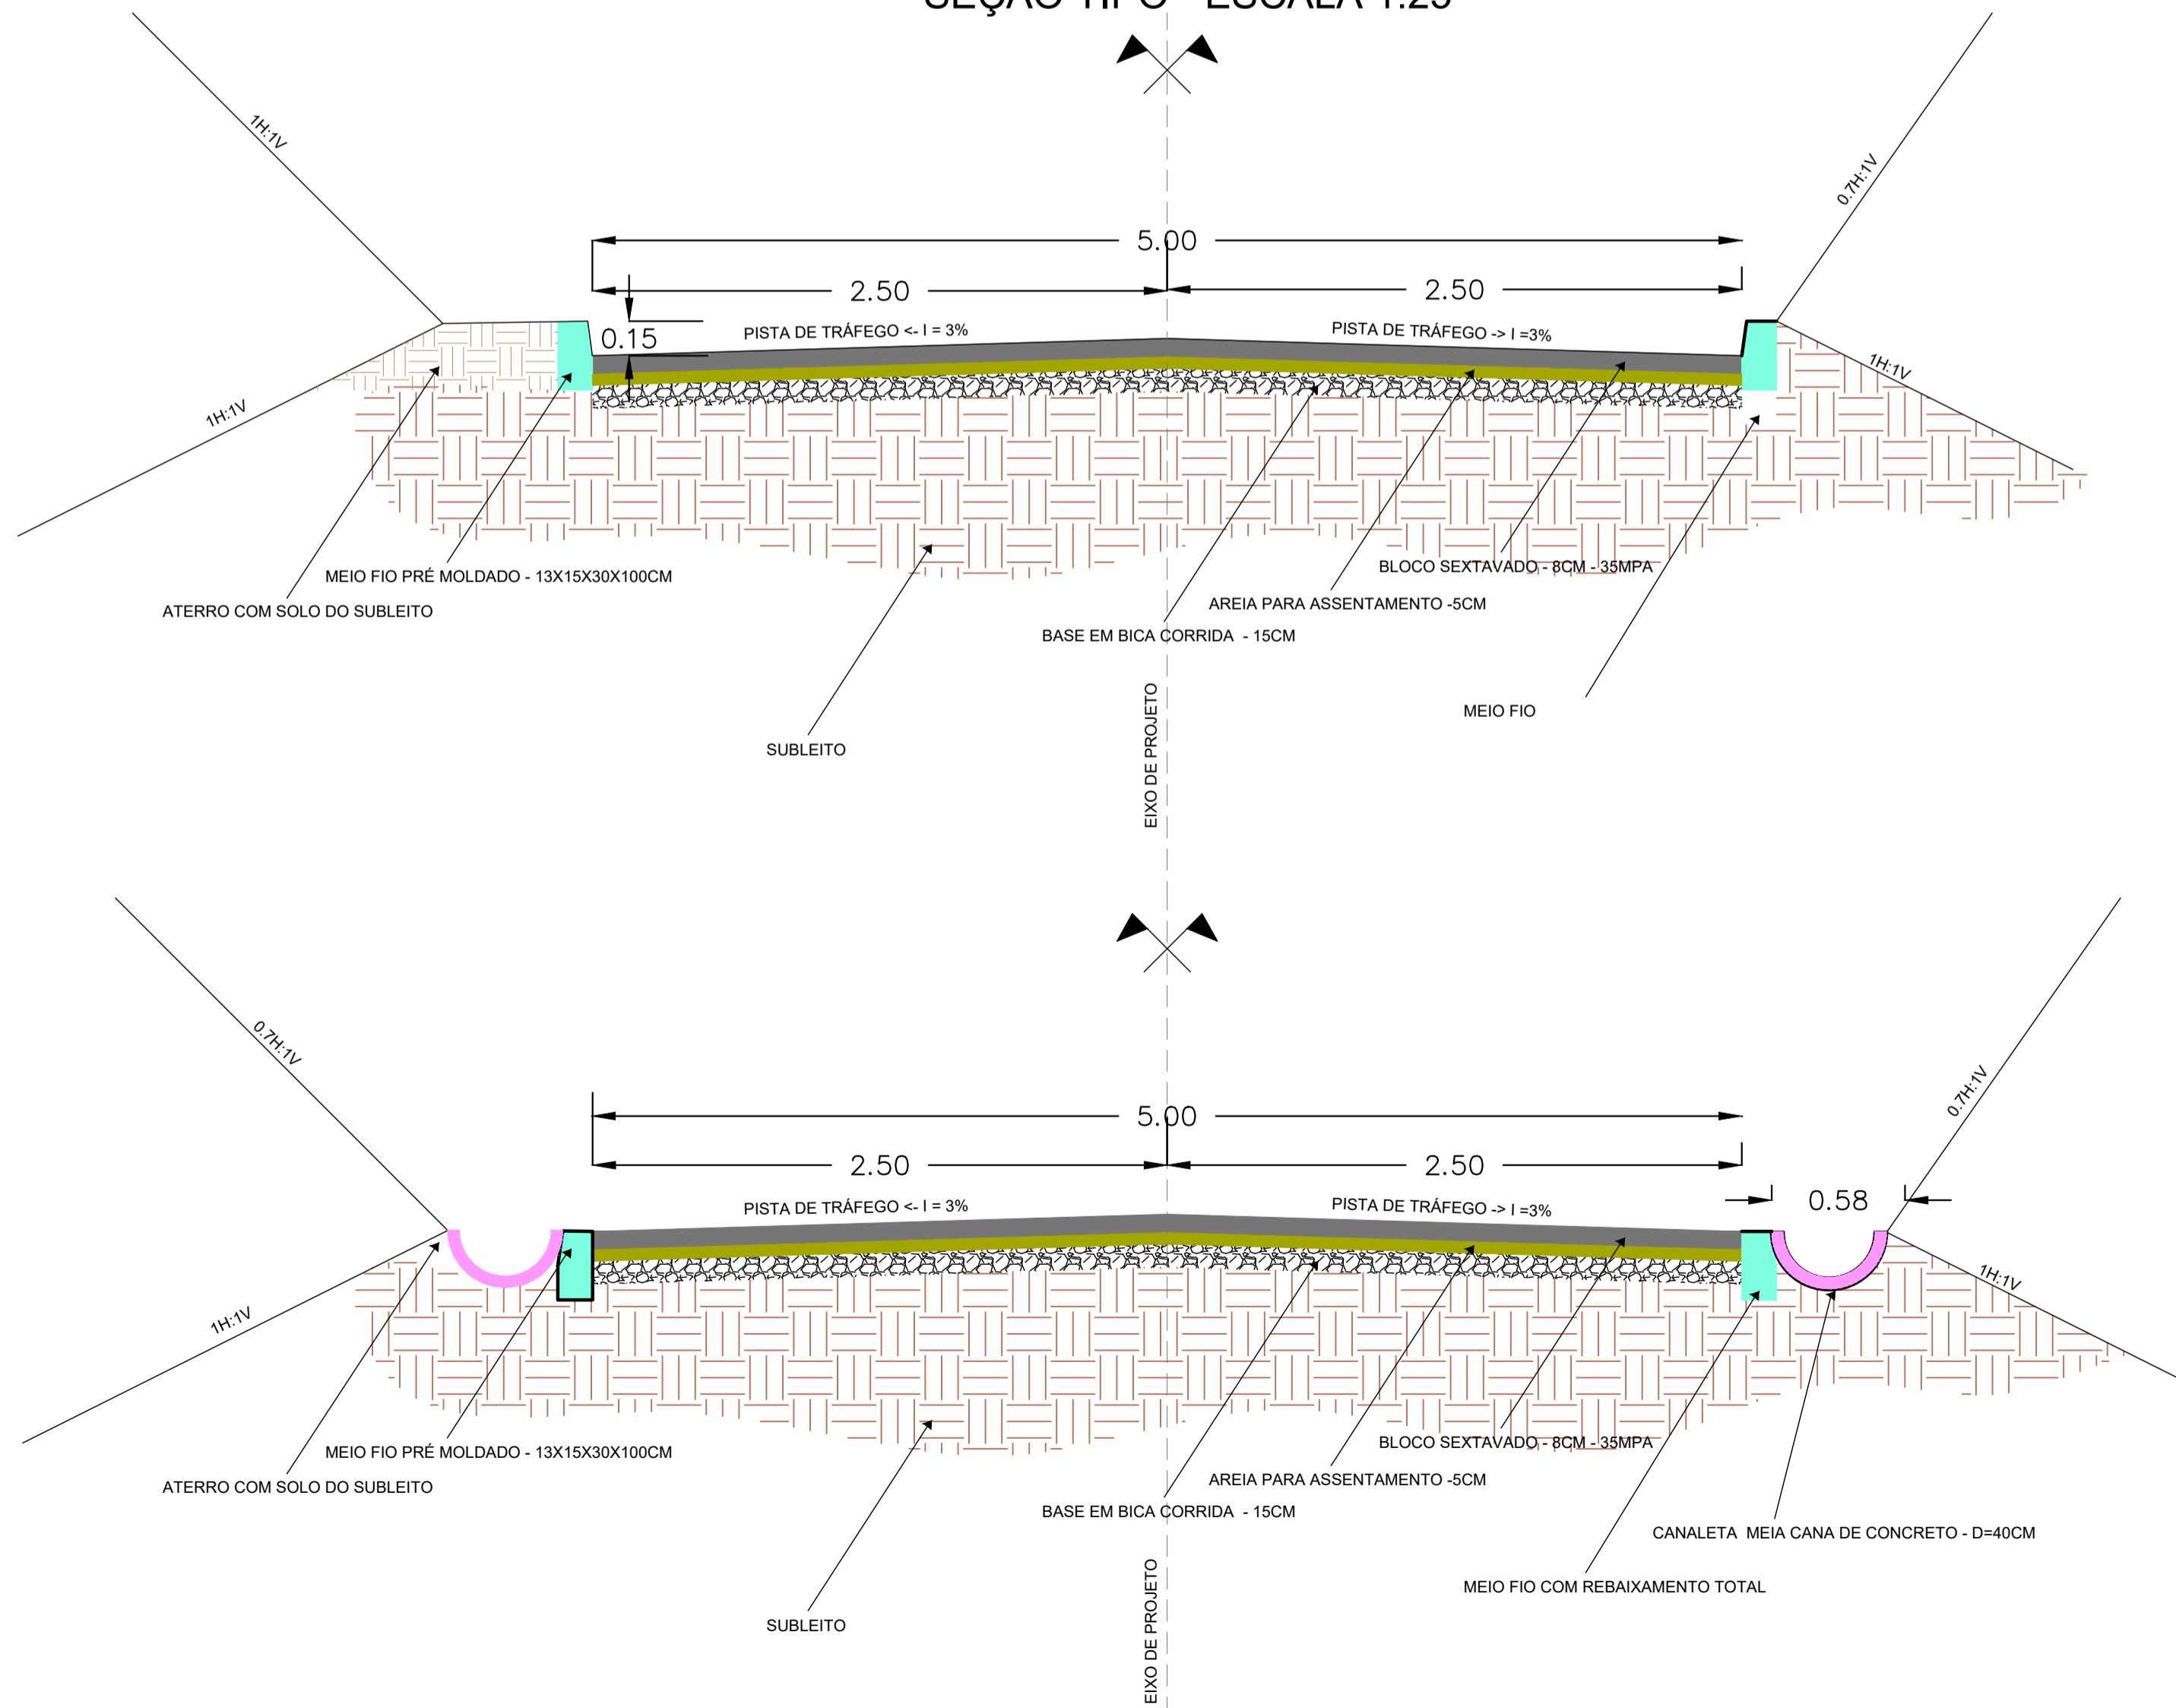 SEÇÃO TIPO - ESCALA 1:25
1H:1V
0.7H:1V
5.00
2.50
2.50
0.15
PISTA DE TRÁFEGO <- I = 3%
PISTA DE TRÁFEGO -> I =3%
1H:1V
1H:1V
MEIO FIO PRÉ MOLDADO - 13X15X30X100CM
BLOCO SEXTAVADO - 8CM - 35MPA
ATERRO COM SOLO DO SUBLEITO
AREIA PARA ASSENTAMENTO -5CM
BASE EM BICA CORRIDA - 15CM
MEIO FIO
SUBLEITO
EIXO DE PROJETO
0.7H:1V
0.7H:1V
5.00
2.50
2.50
0.58
PISTA DE TRÁFEGO <- I = 3%
PISTA DE TRÁFEGO -> I =3%
1H:1V
1H:1V
MEIO FIO PRÉ MOLDADO - 13X15X30X100CM
BLOCO SEXTAVADO - 8CM - 35MPA
ATERRO COM SOLO DO SUBLEITO
AREIA PARA ASSENTAMENTO -5CM
BASE EM BICA CORRIDA - 15CM
CANALETA MEIA CANA DE CONCRETO - D=40CM
MEIO FIO COM REBAIXAMENTO TOTAL
SUBLEITO
EIXO DE PROJETO